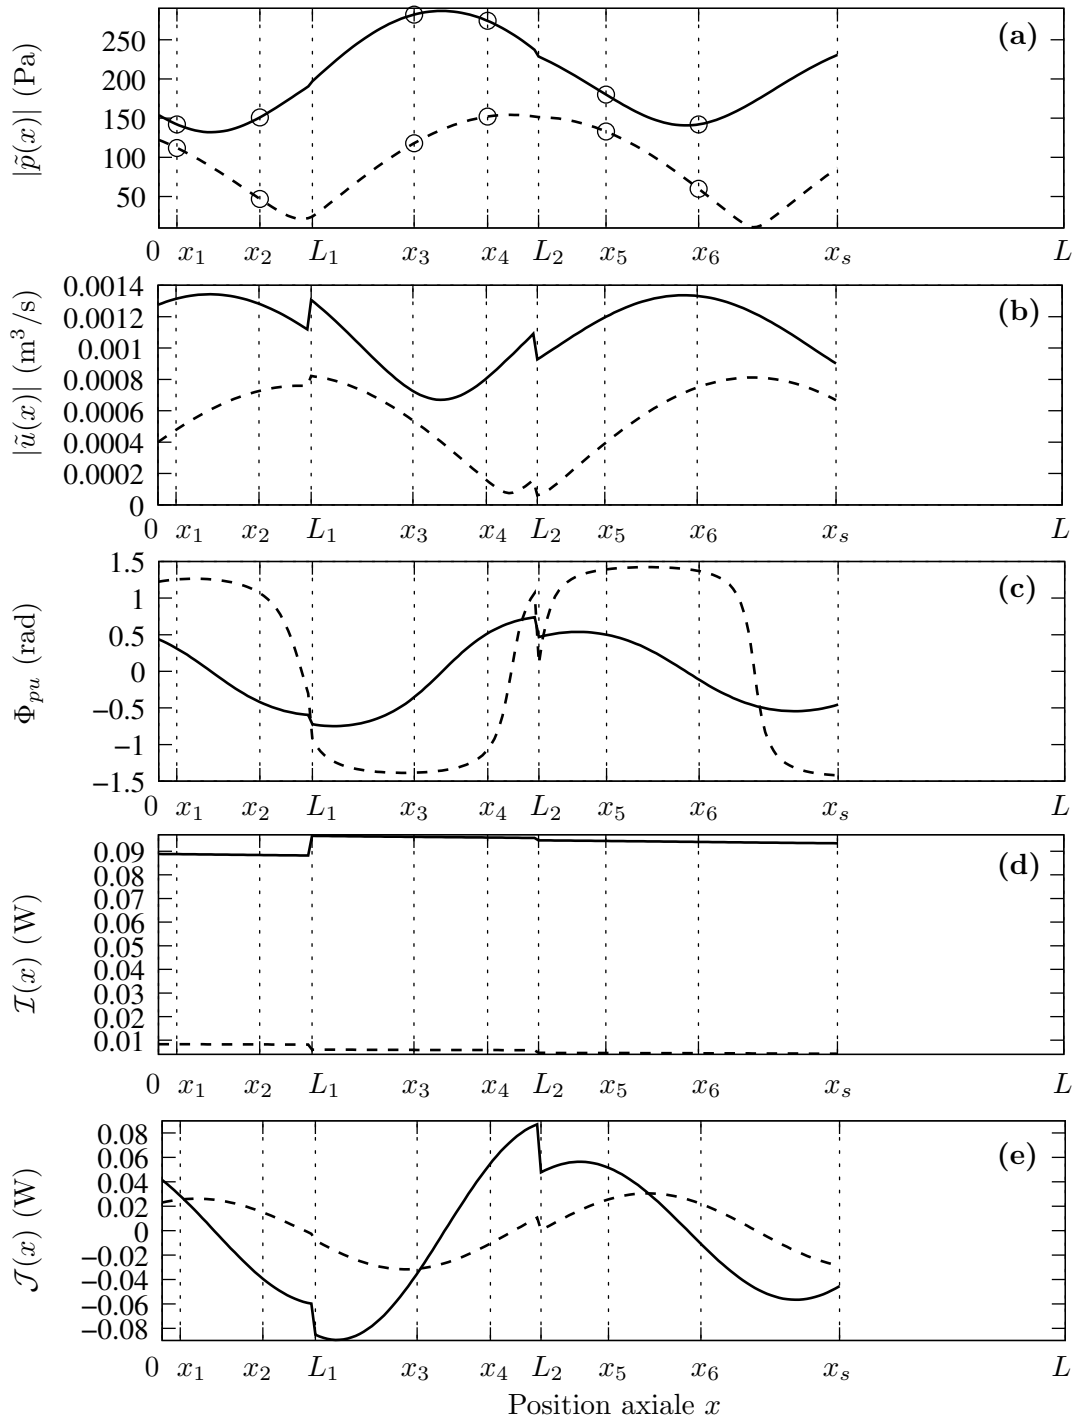 (a)
|p̃(x)| (Pa)
250
200
150
100
50
0 x₁ x₂ L₁ x₃ x₄ L₂ x₅ x₆ xₛ L
(b)
|ũ(x)| (m³/s)
0.0014
0.0012
0.001
0.0008
0.0006
0.0004
0.0002
0
0 x₁ x₂ L₁ x₃ x₄ L₂ x₅ x₆ xₛ L
(c)
Φₚᵤ (rad)
1.5
1
0.5
0
−0.5
−1
−1.5
0 x₁ x₂ L₁ x₃ x₄ L₂ x₅ x₆ xₛ L
(d)
ℐ(x) (W)
0.09
0.08
0.07
0.06
0.05
0.04
0.03
0.02
0.01
0 x₁ x₂ L₁ x₃ x₄ L₂ x₅ x₆ xₛ L
(e)
𝒥(x) (W)
0.08
0.06
0.04
0.02
0
−0.02
−0.04
−0.06
−0.08
0 x₁ x₂ L₁ x₃ x₄ L₂ x₅ x₆ xₛ L
Position axiale x